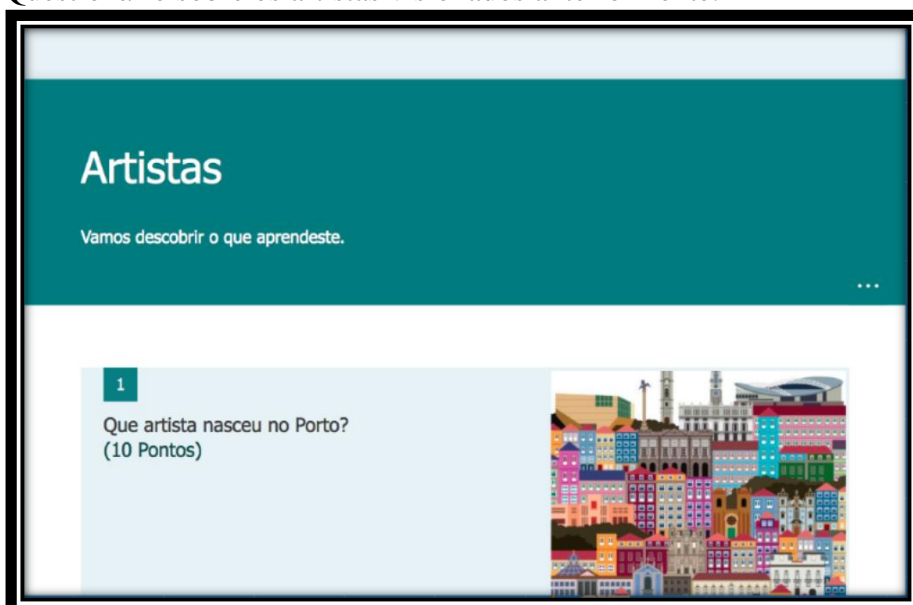 Artistas
Vamos descobrir o que aprendeste.
...
1
Que artista nasceu no Porto?
(10 Pontos)